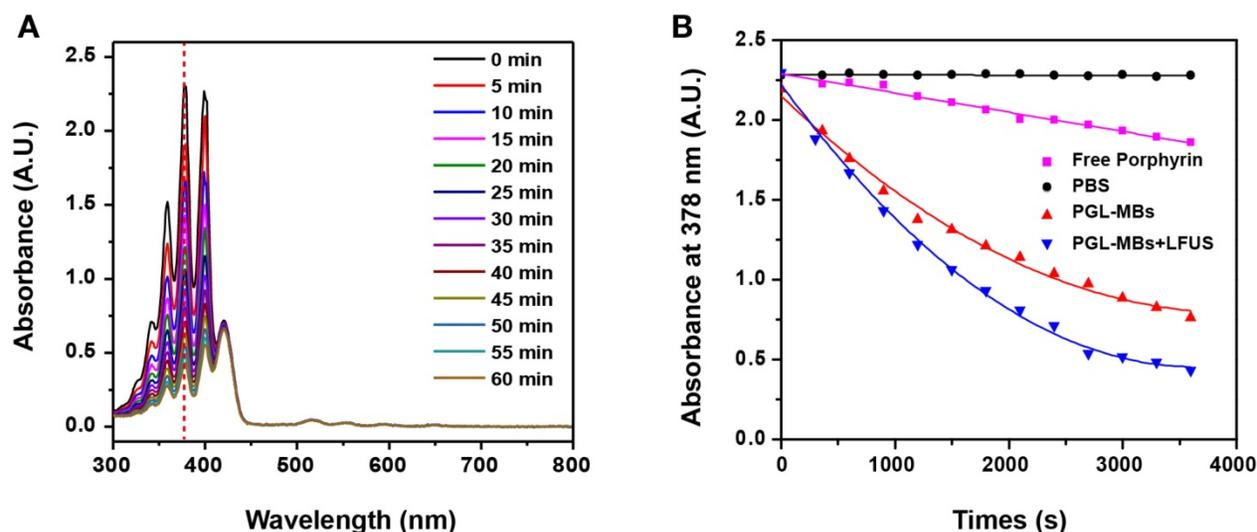 A
Absorbance (A.U.)
2.5
2.0
1.5
1.0
0.5
0.0
300
400
500
600
700
800
Wavelength (nm)
0 min
5 min
10 min
15 min
20 min
25 min
30 min
35 min
40 min
45 min
50 min
55 min
60 min
B
Absorbance at 378 nm (A.U.)
2.5
2.0
1.5
1.0
0.5
0.0
0
1000
2000
3000
4000
Times (s)
Free Porphyrin
PBS
PGL-MBs
PGL-MBs+LFUS